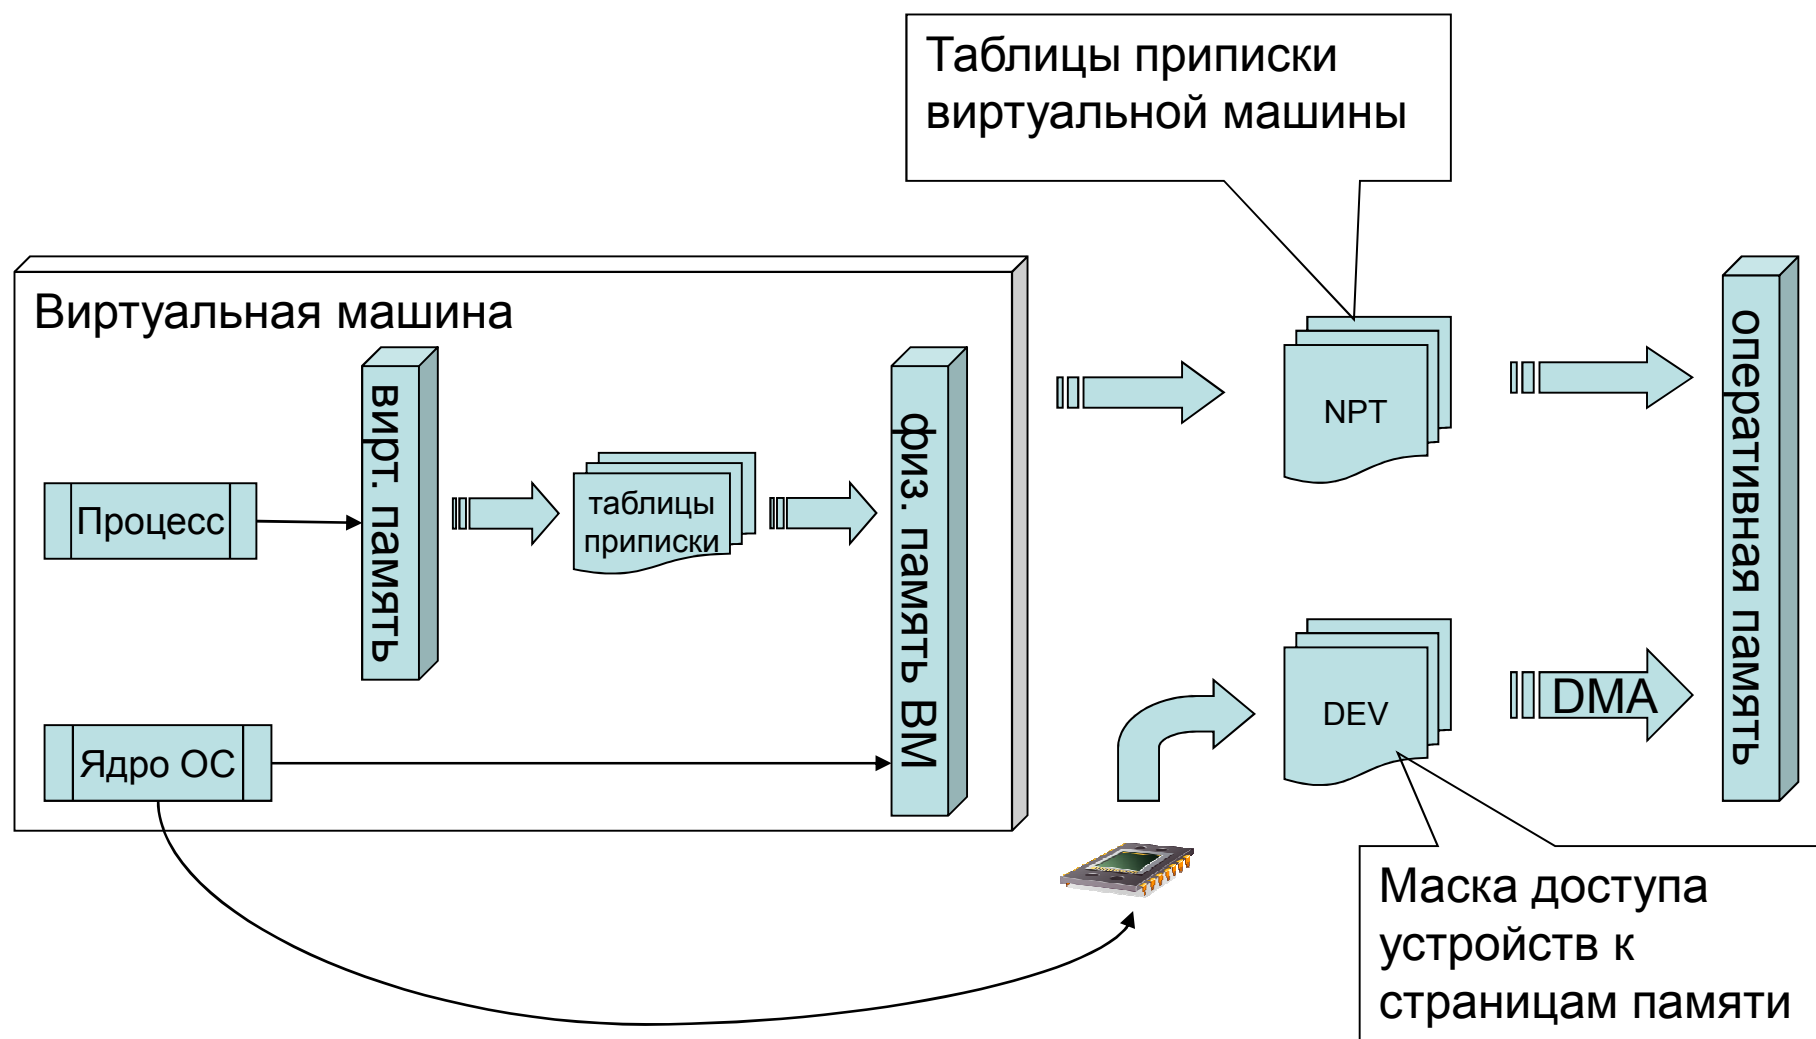 Таблицы приписки
виртуальной машины
Виртуальная машина
вирт. память
физ. память ВМ
оперативная память
NPT
таблицы
приписки
Процесс
DEV
DMA
Ядро ОС
Маска доступа
устройств к
страницам памяти